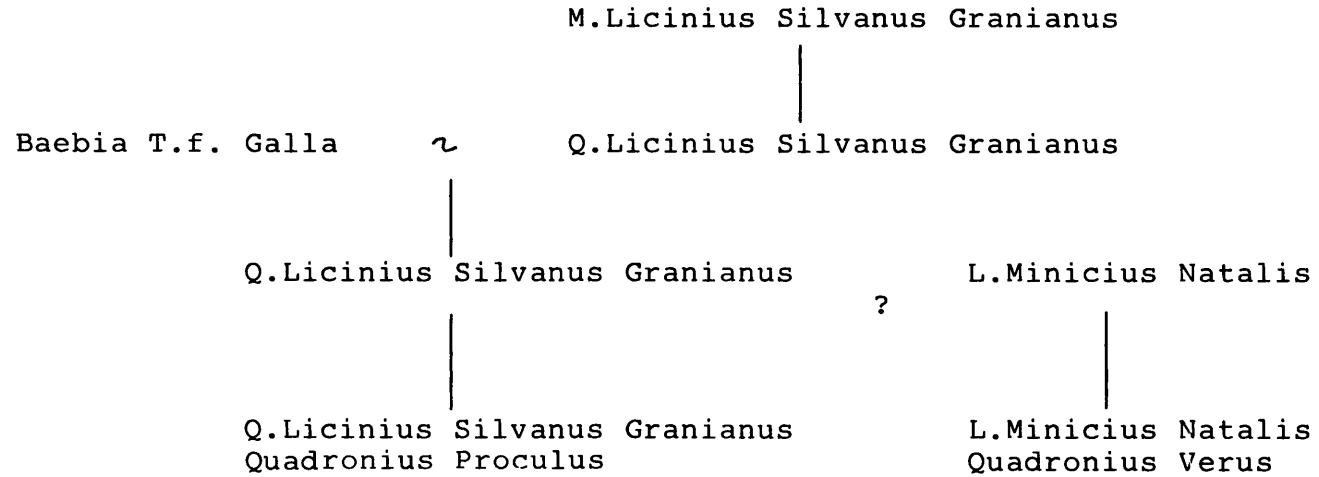 M.Licinius Silvanus Granianus
Baebia T.f. Galla ~ Q.Licinius Silvanus Granianus
Q.Licinius Silvanus Granianus L.Minicius Natalis
?
Q.Licinius Silvanus Granianus L.Minicius Natalis
Quadronius Proculus Quadronius Verus